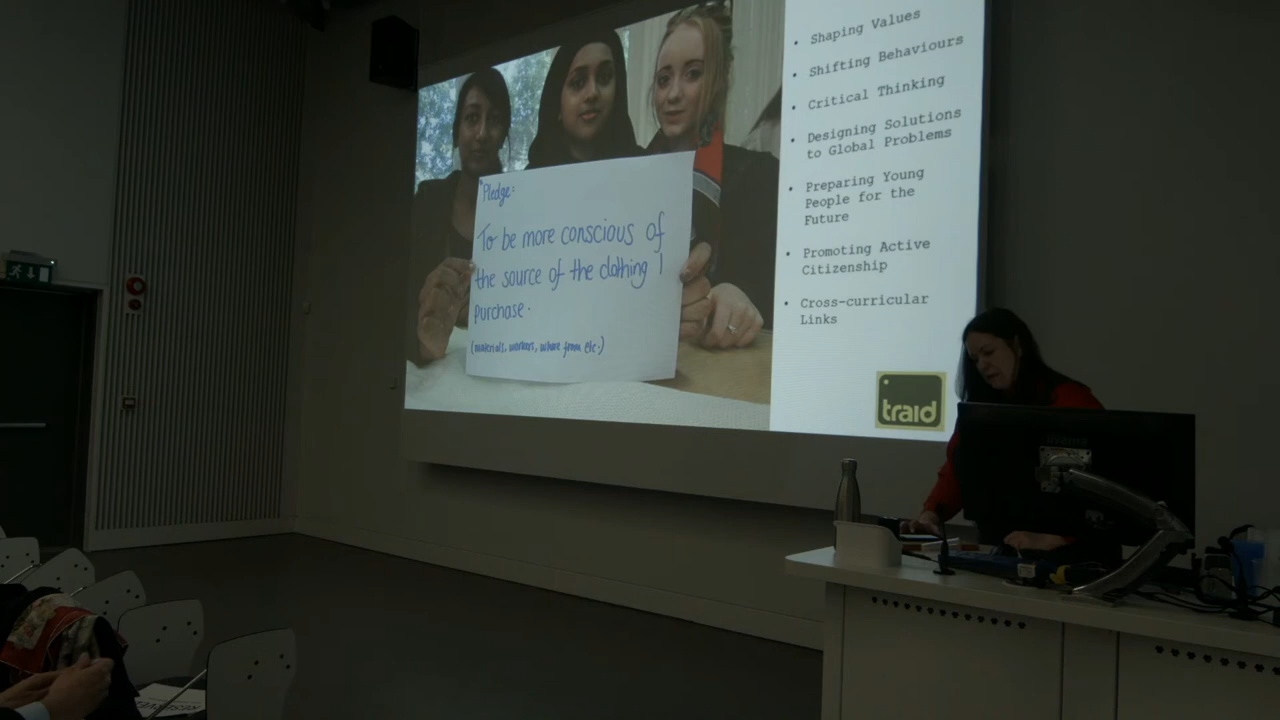 Pledge:
To be more conscious of
the source of the clothing I
purchase.
(materials, workers, where from etc.)
• Shaping Values
• Shifting Behaviours
• Critical Thinking
• Designing Solutions
to Global Problems
• Preparing Young
People for the
Future
• Promoting Active
Citizenship
• Cross-curricular
Links
traid
iiyama
RESERVED